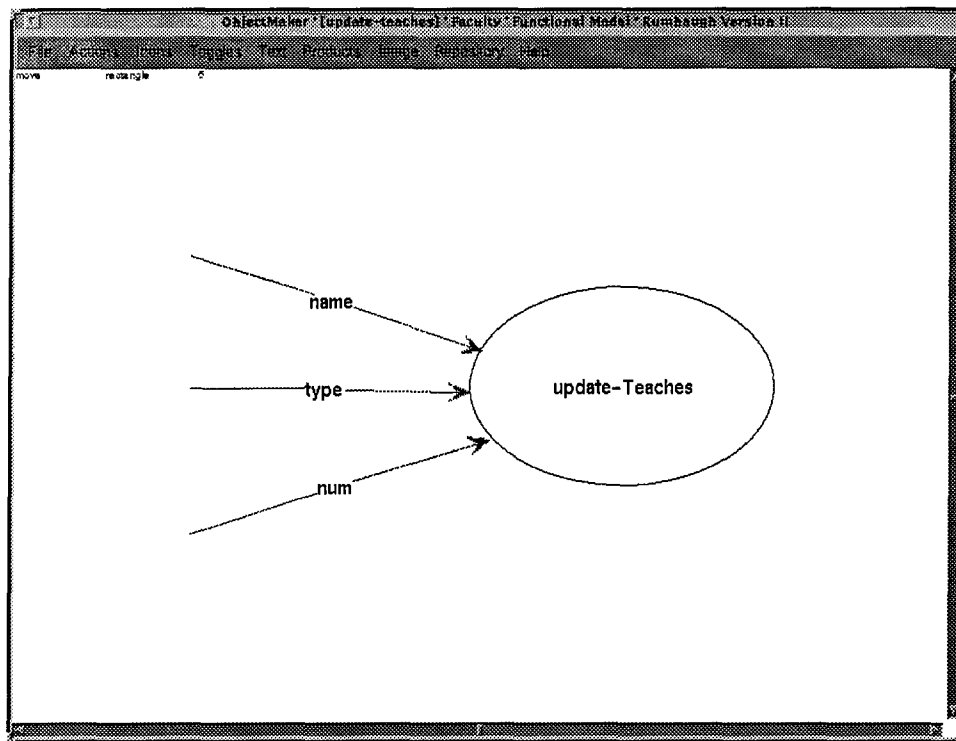 ObjectMaker * [update-teaches] * Faculty * Functional Model * Rumbaugh Version II
File Actions Icons Toggles Text Products Image Repository Help
move rectangle 6
name
type
update-Teaches
num